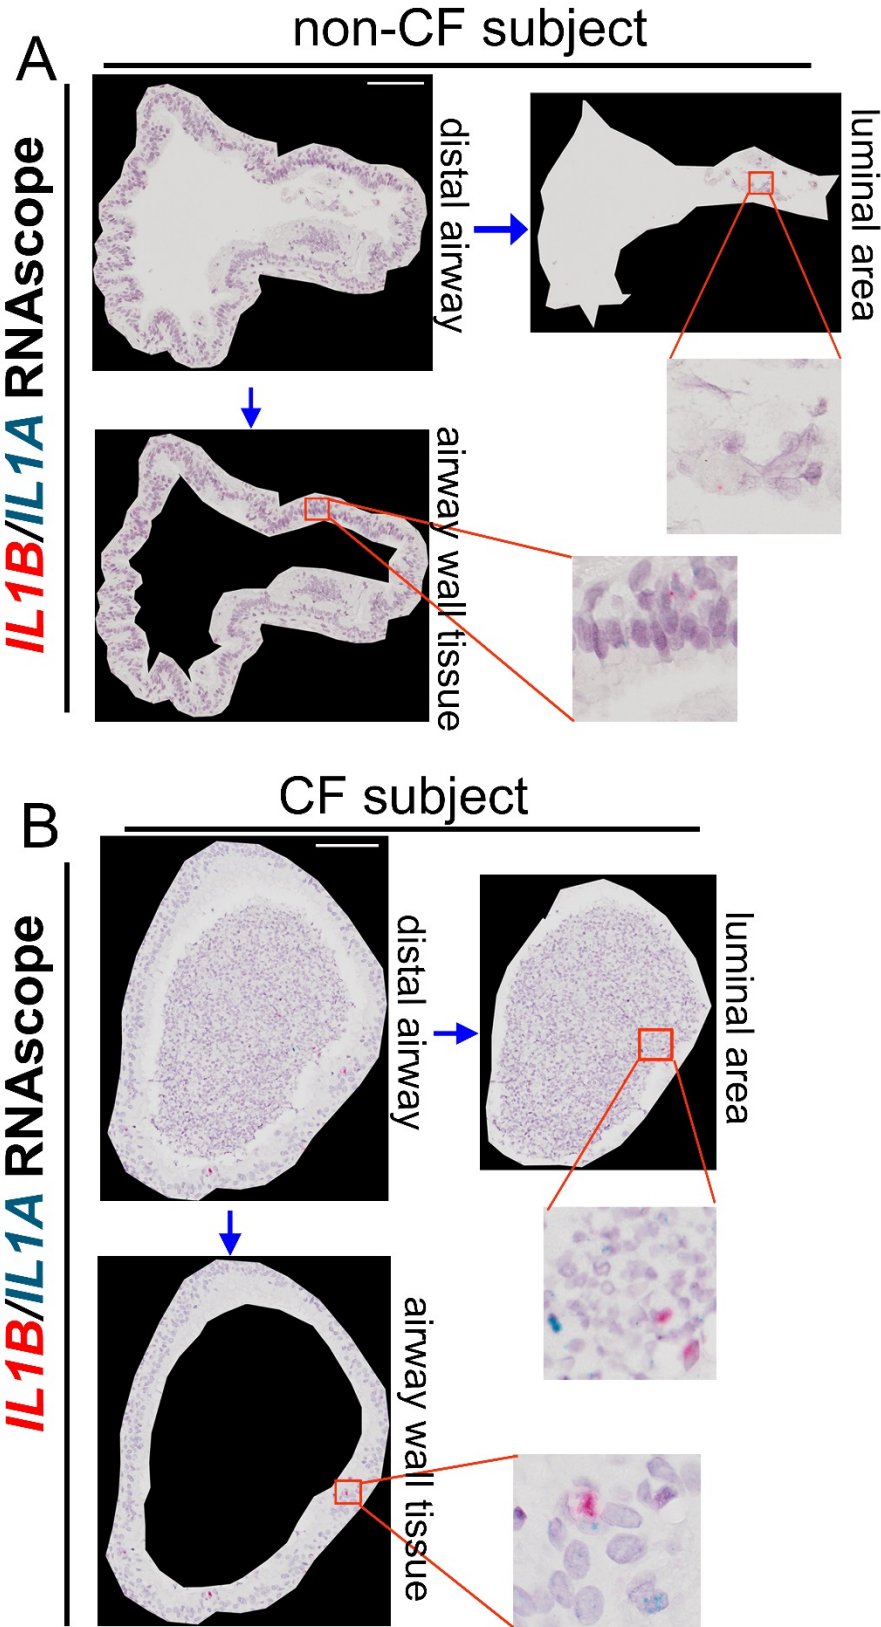 A
non-CF subject
IL1B/IL1A RNAscope
distal airway
luminal area
airway wall tissue
B
CF subject
IL1B/IL1A RNAscope
distal airway
luminal area
airway wall tissue